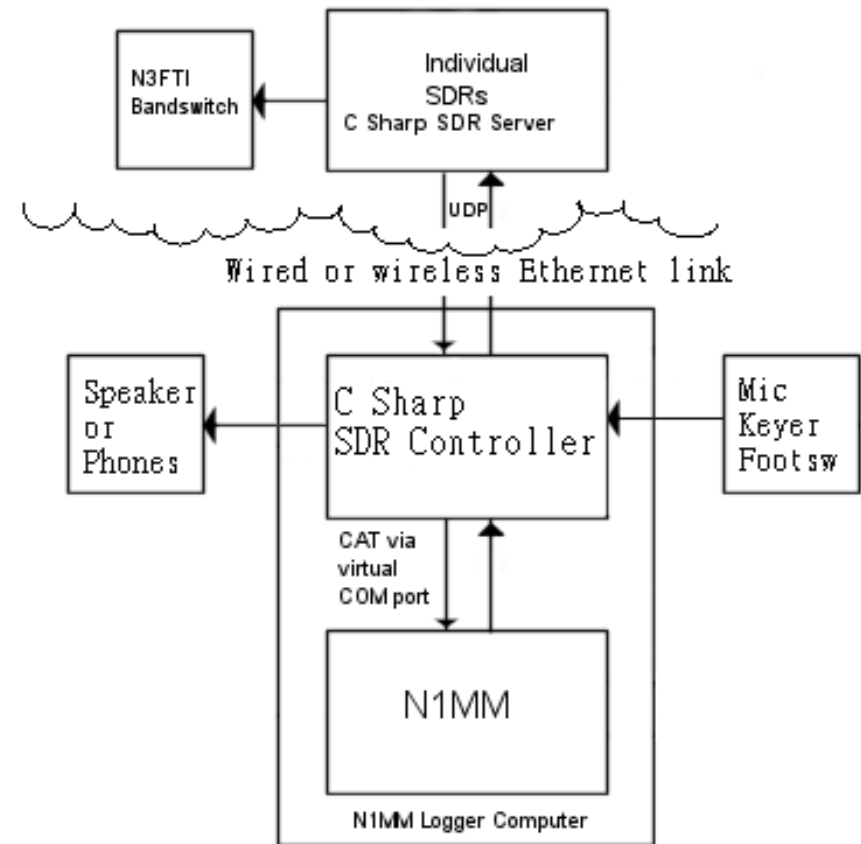 N3FTI
Bandswitch
Individual
SDRs
C Sharp SDR Server
UDP
Wired or wireless Ethernet link
Speaker
or
Phones
C Sharp
SDR Controller
Mic
Keyer
Footsw
CAT via
virtual
COM port
N1MM
N1MM Logger Computer